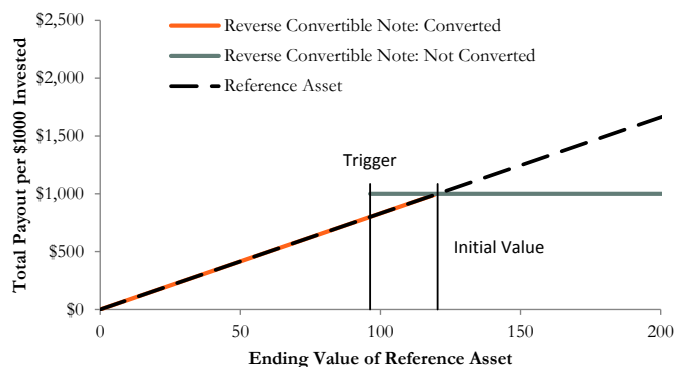 $2,500
$2,000
$1,500
$1,000
$500
$0
Total Payout per $1000 Invested
Reverse Convertible Note: Converted
Reverse Convertible Note: Not Converted
Reference Asset
Trigger
Initial Value
0
50
100
150
200
Ending Value of Reference Asset